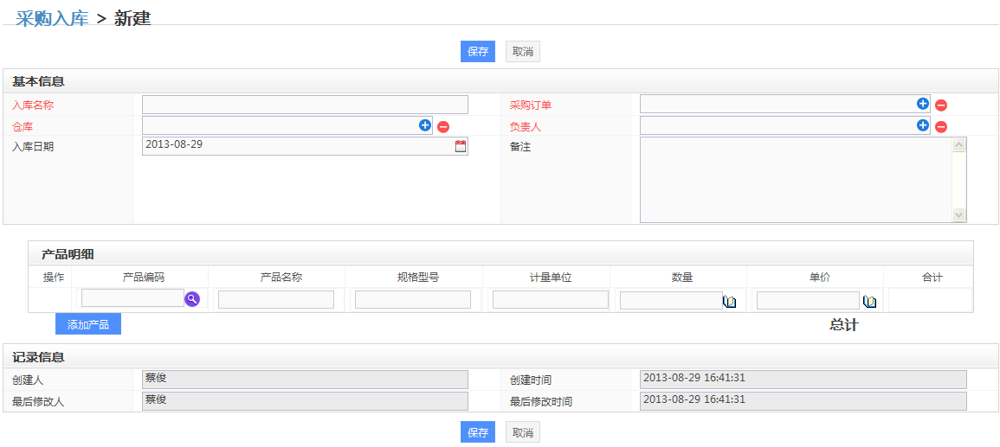 采购入库 > 新建
保存 取消
基本信息
入库名称 采购订单
仓库 负责人
入库日期 2013-08-29 备注
产品明细
操作 产品编码 产品名称 规格型号 计量单位 数量 单价 合计
添加产品 总计
记录信息
创建人 蔡俊 创建时间 2013-08-29 16:41:31
最后修改人 蔡俊 最后修改时间 2013-08-29 16:41:31
保存 取消